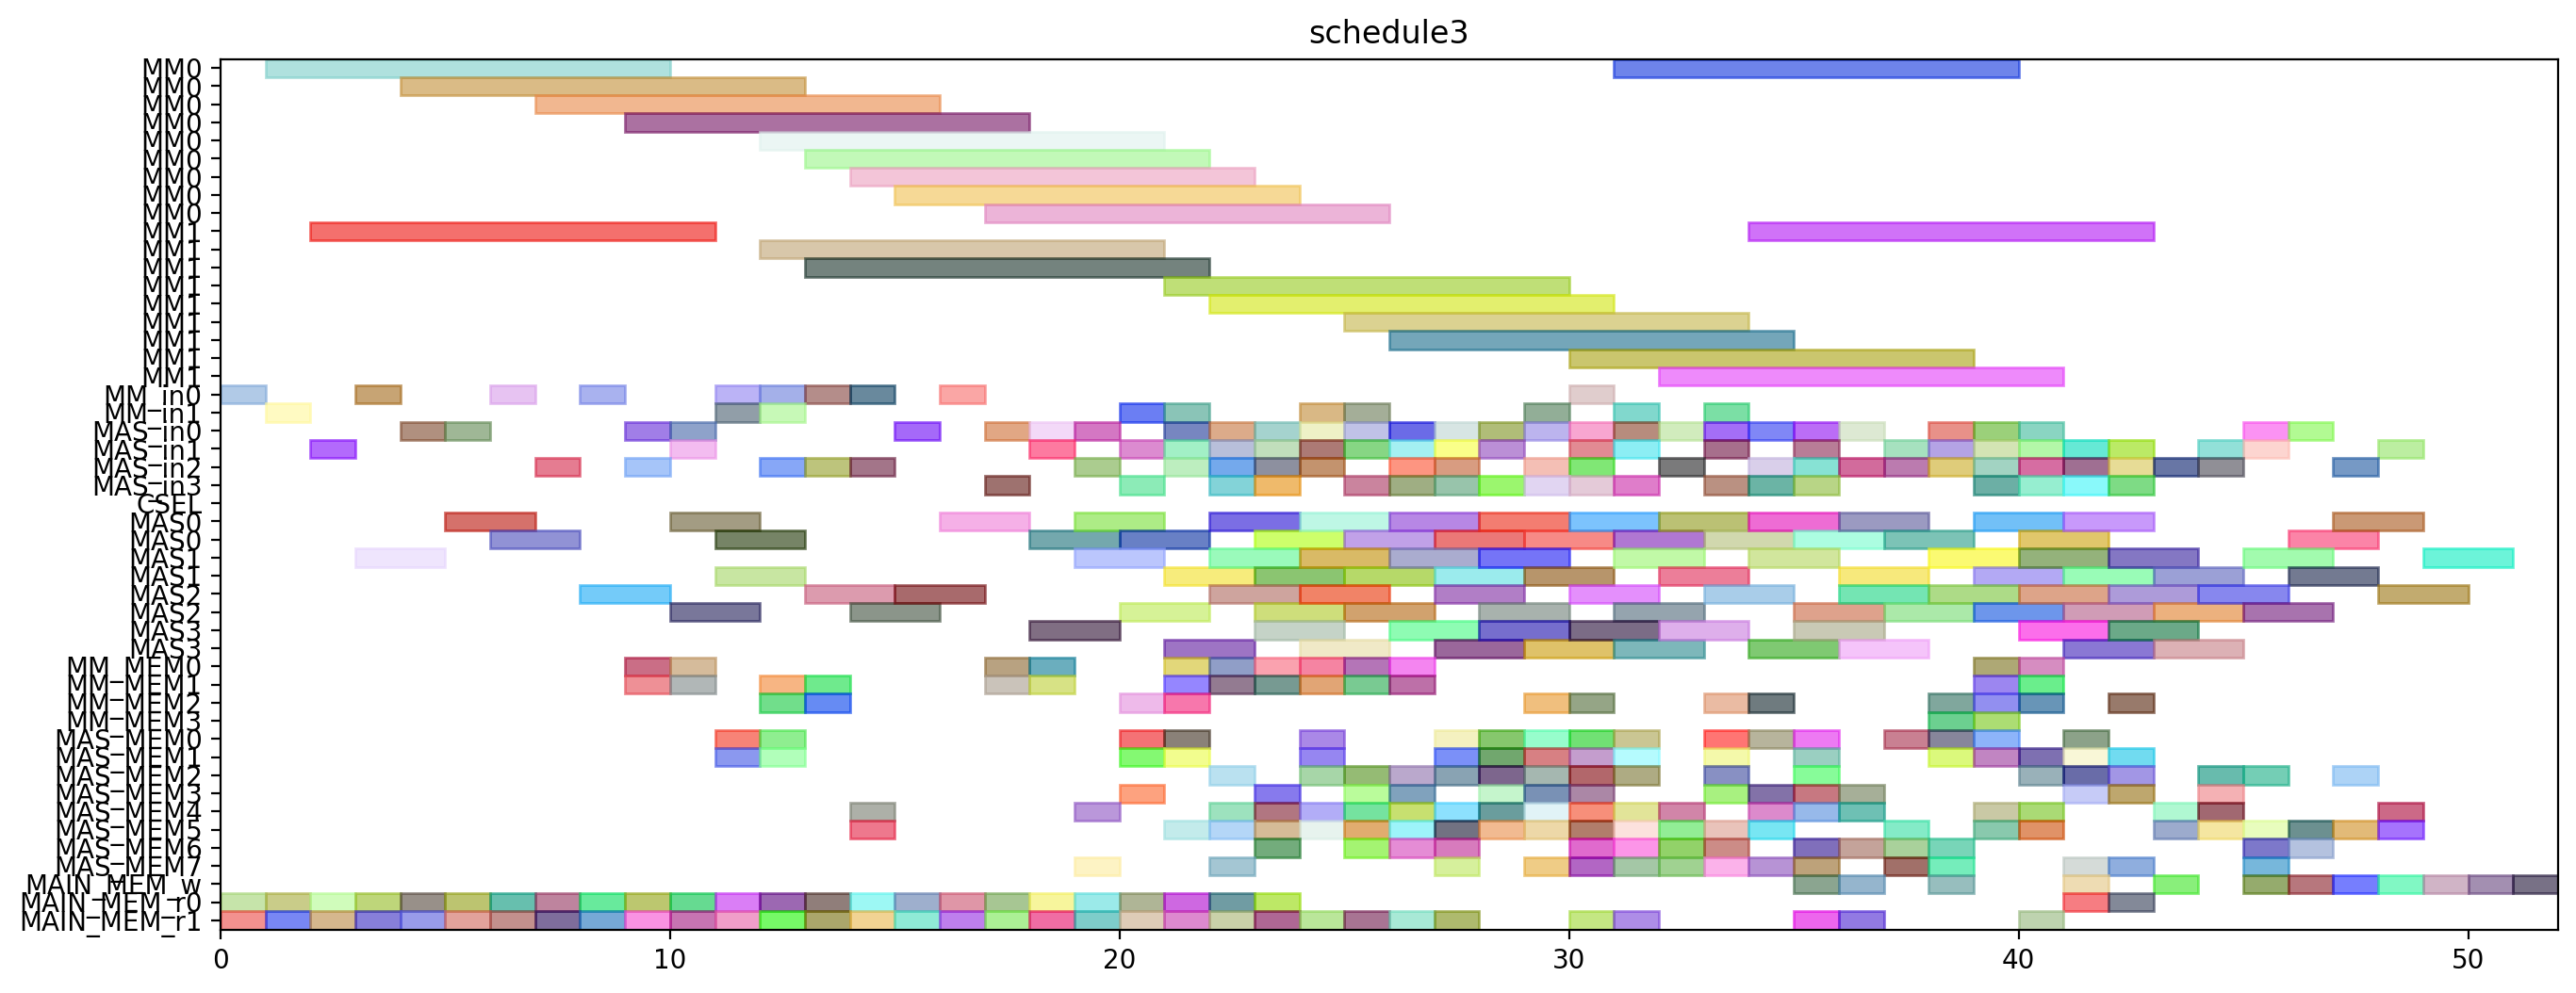 schedule3
MM0
MM0
MM0
MM0
MM0
MM0
MM0
MM0
MM0
MM1
MM1
MM1
MM1
MM1
MM1
MM1
MM1
MM1
MM_in0
MM_in1
MAS_in0
MAS_in1
MAS_in2
MAS_in3
CSEL
MAS0
MAS0
MAS1
MAS1
MAS2
MAS2
MAS3
MAS3
MM_MEM0
MM_MEM1
MM_MEM2
MM_MEM3
MAS_MEM0
MAS_MEM1
MAS_MEM2
MAS_MEM3
MAS_MEM4
MAS_MEM5
MAS_MEM6
MAS_MEM7
MAIN_MEM_w
MAIN_MEM_r0
MAIN_MEM_r1
0 10 20 30 40 50